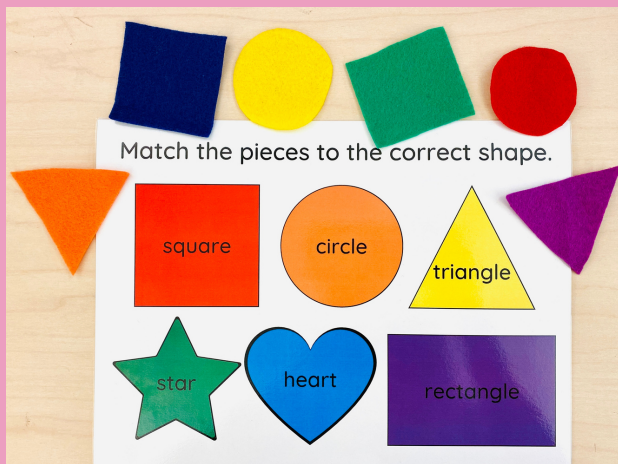 Match the pieces to the correct shape.
square
circle
triangle
star
heart
rectangle